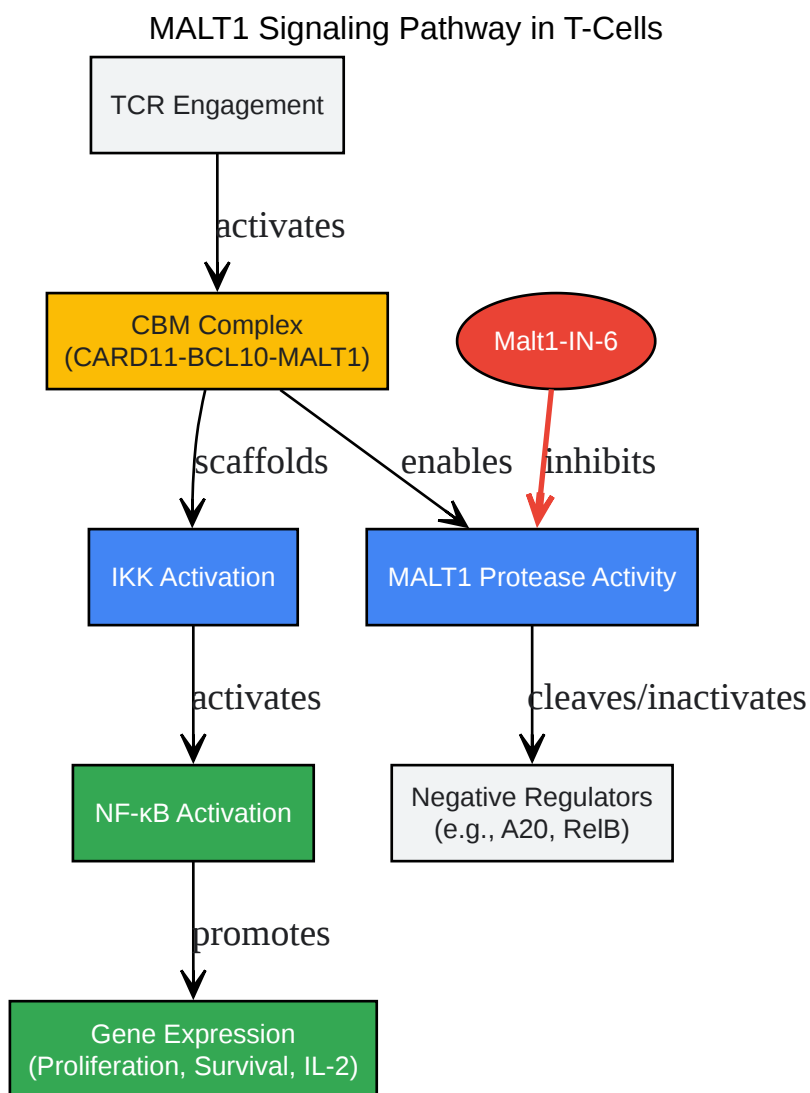 MALT1 Signaling Pathway in T-Cells
TCR Engagement
activates
CBM Complex
(CARD11-BCL10-MALT1)
Malt1-IN-6
scaffolds
enables
inhibits
IKK Activation
MALT1 Protease Activity
activates
cleaves/inactivates
NF-κB Activation
Negative Regulators
(e.g., A20, RelB)
promotes
Gene Expression
(Proliferation, Survival, IL-2)